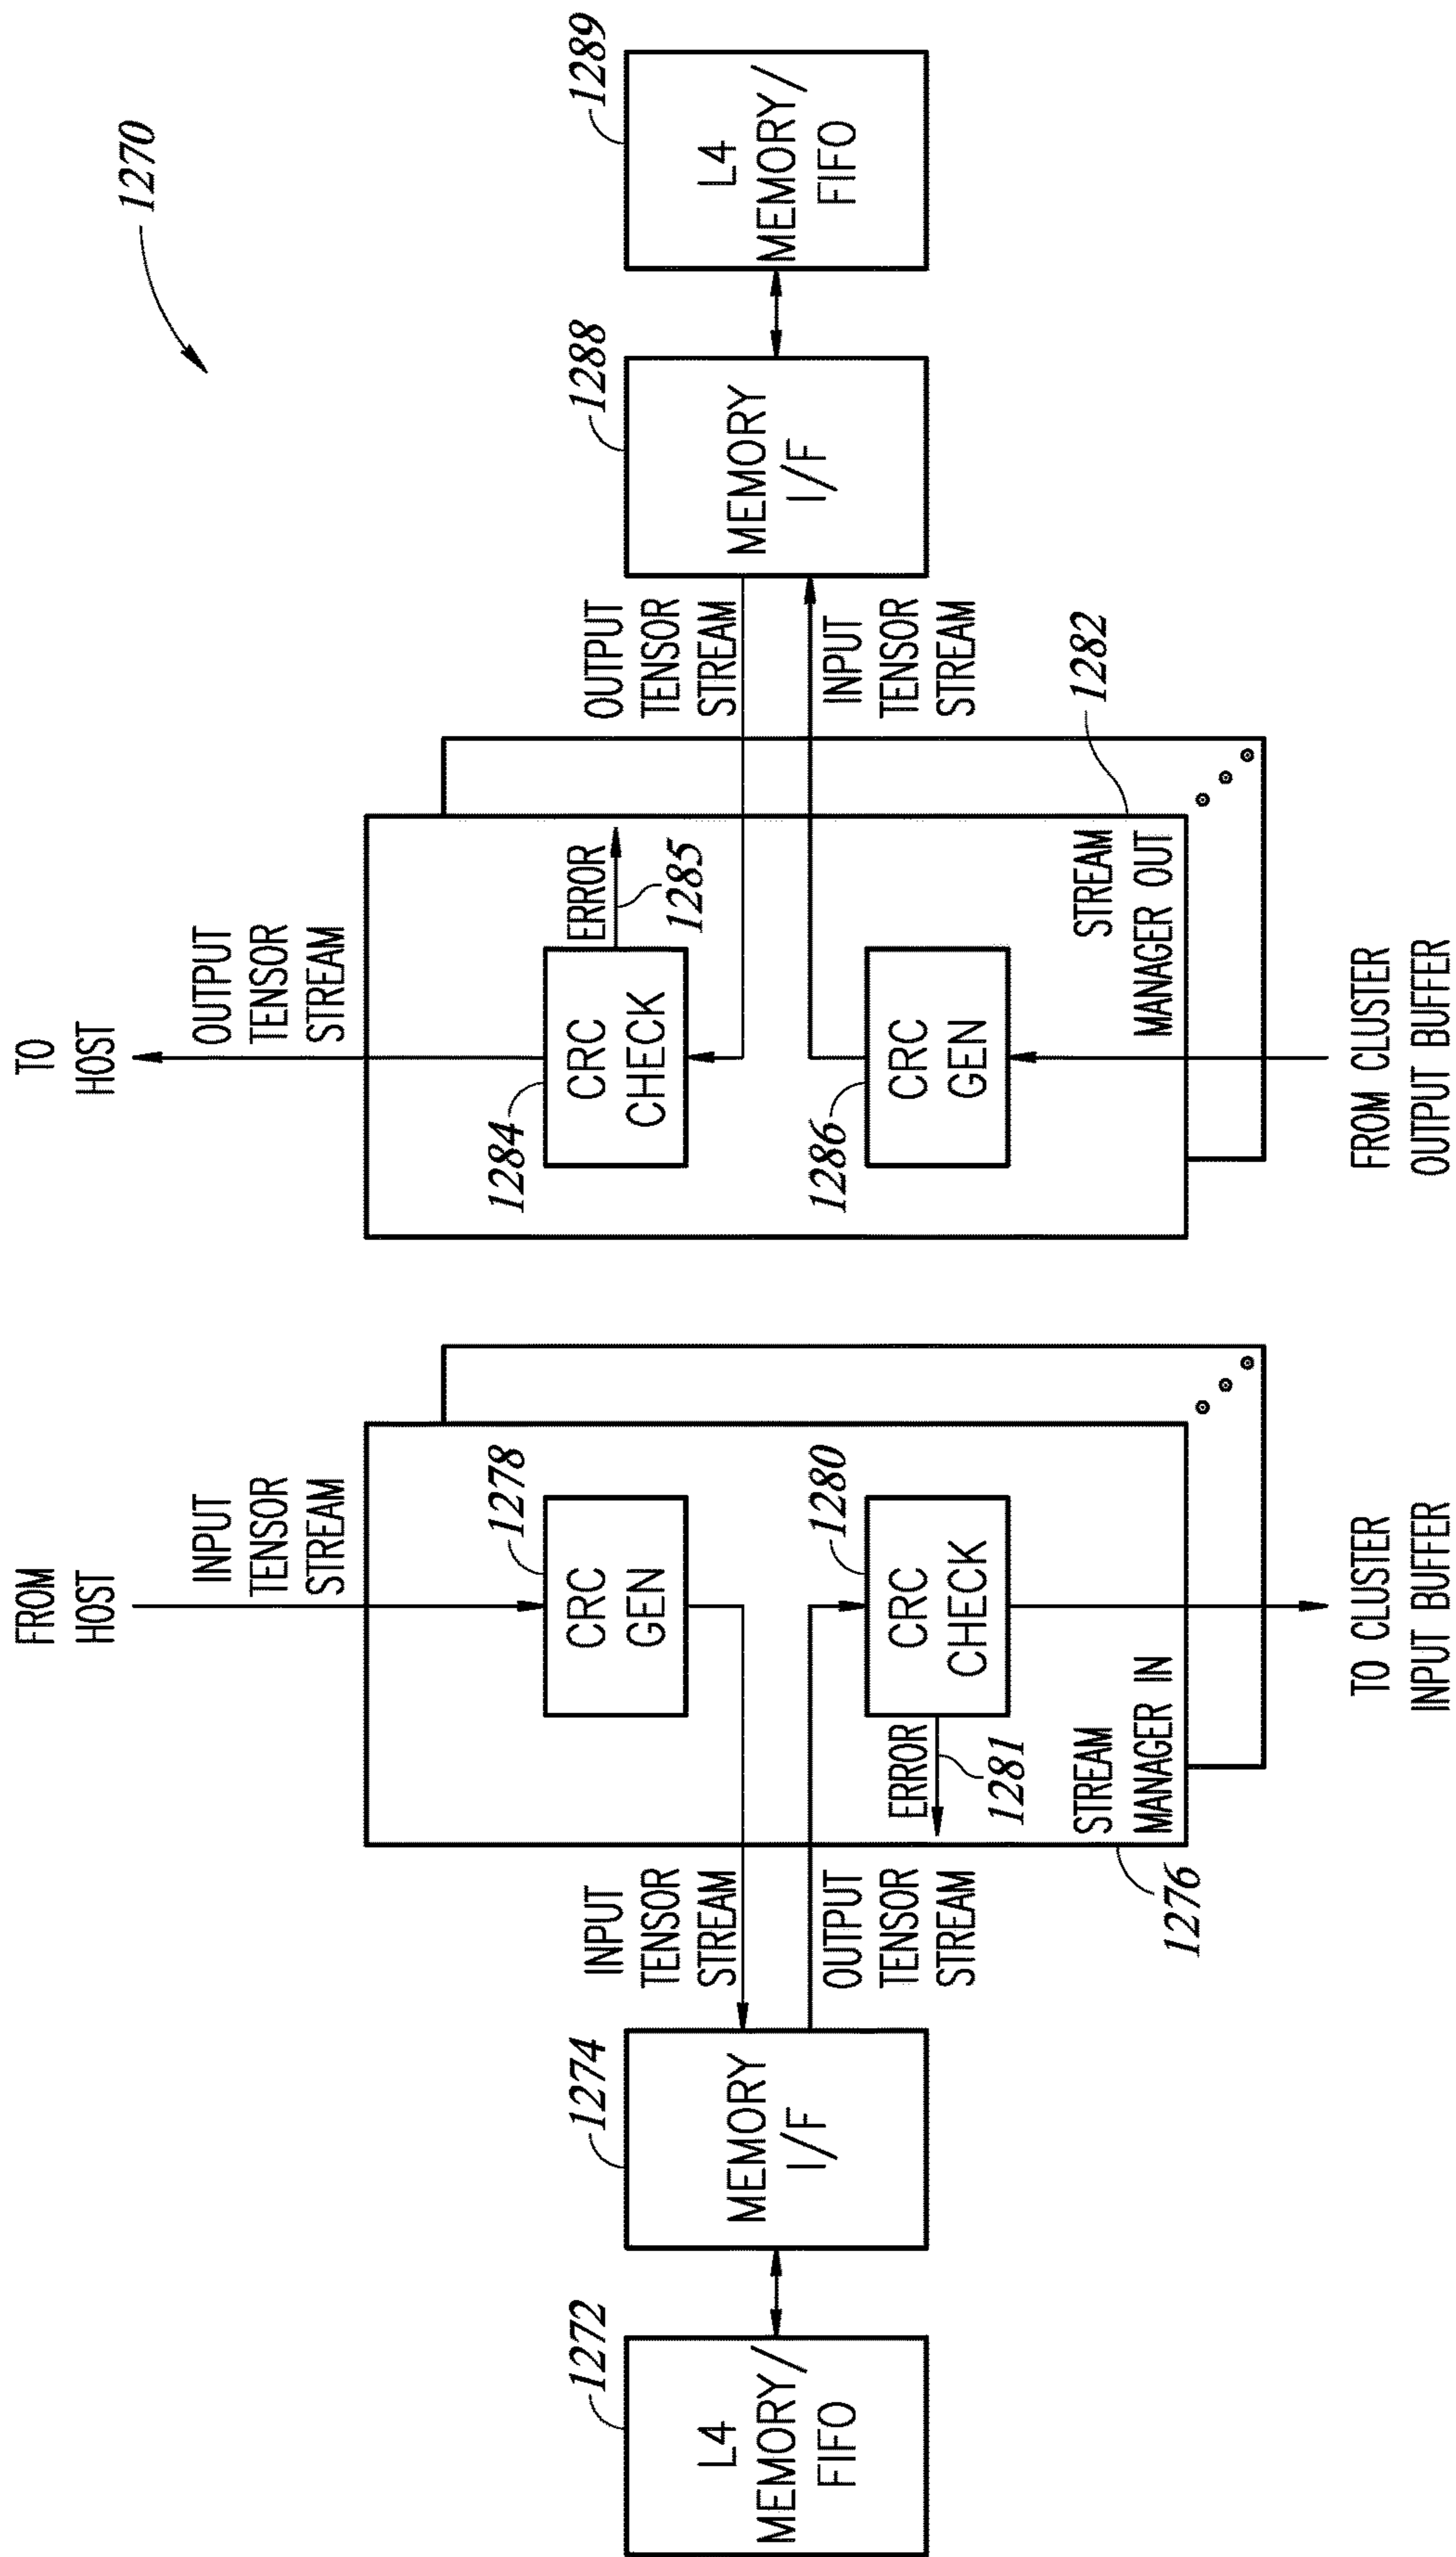 1270
FROM
HOST
TO
HOST
INPUT
TENSOR
STREAM
OUTPUT
TENSOR
STREAM
1272
L4
MEMORY/
FIFO
1274
MEMORY
I/F
INPUT
TENSOR
STREAM
OUTPUT
TENSOR
STREAM
1278
CRC
GEN
1280
CRC
CHECK
ERROR
1281
STREAM
MANAGER IN
1276
TO CLUSTER
INPUT BUFFER
1284
CRC
CHECK
ERROR
1285
1286
CRC
GEN
STREAM
MANAGER OUT
1282
FROM CLUSTER
OUTPUT BUFFER
OUTPUT
TENSOR
STREAM
INPUT
TENSOR
STREAM
1288
MEMORY
I/F
1289
L4
MEMORY/
FIFO